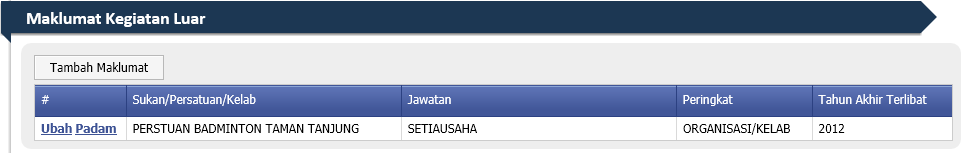 Maklumat Kegiatan Luar
Tambah Maklumat
# Sukan/Persatuan/Kelab Jawatan Peringkat Tahun Akhir Terlibat
Ubah Padam PERSTUAN BADMINTON TAMAN TANJUNG SETIAUSAHA ORGANISASI/KELAB 2012